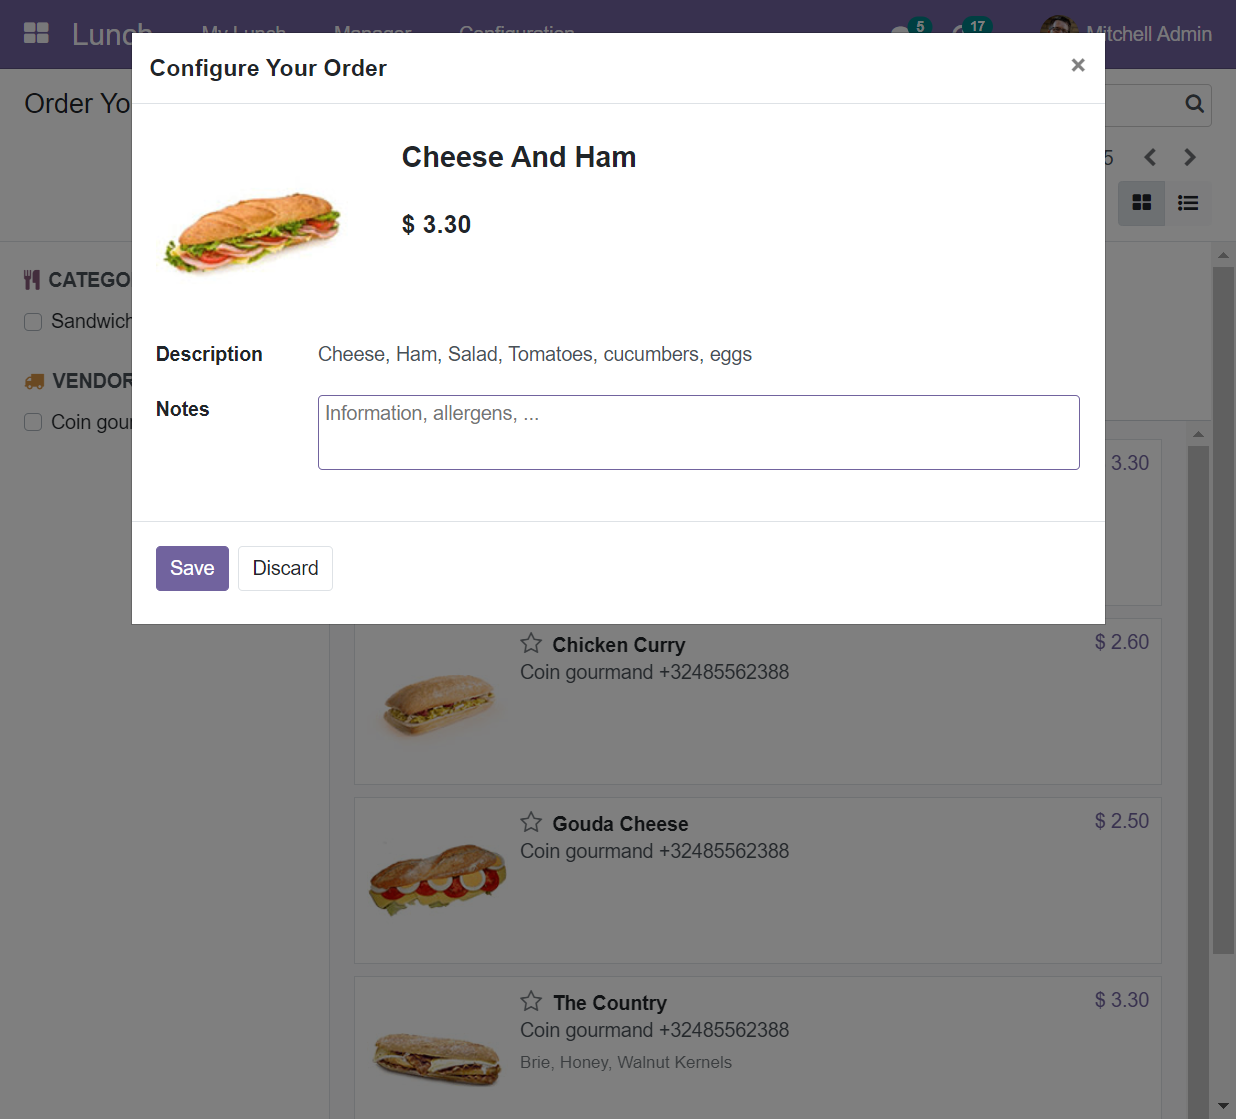 Lunch My Lunch Manager Configuration 5 17 Mitchell Admin
Configure Your Order ×
Order Yo
Cheese And Ham
5
$ 3.30
CATEGO
Sandwich
Description Cheese, Ham, Salad, Tomatoes, cucumbers, eggs
VENDOR
Notes Information, allergens, ...
Coin gour
3.30
Save Discard
Chicken Curry $ 2.60
Coin gourmand +32485562388
Gouda Cheese $ 2.50
Coin gourmand +32485562388
The Country $ 3.30
Coin gourmand +32485562388
Brie, Honey, Walnut Kernels